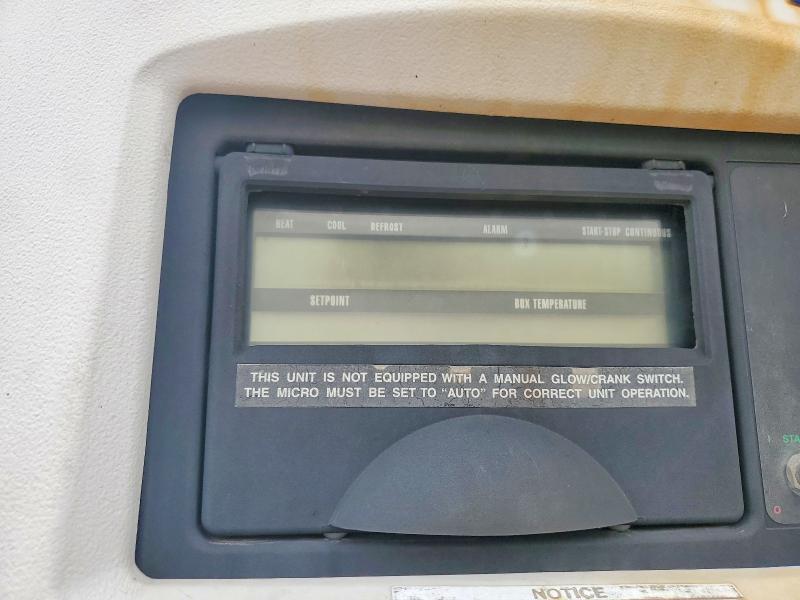 HEAT COOL DEFROST ALARM START-STOP CONTINUOUS
SETPOINT BOX TEMPERATURE
THIS UNIT IS NOT EQUIPPED WITH A MANUAL GLOW/CRANK SWITCH.
THE MICRO MUST BE SET TO "AUTO" FOR CORRECT UNIT OPERATION.
I STA
O
NOTICE